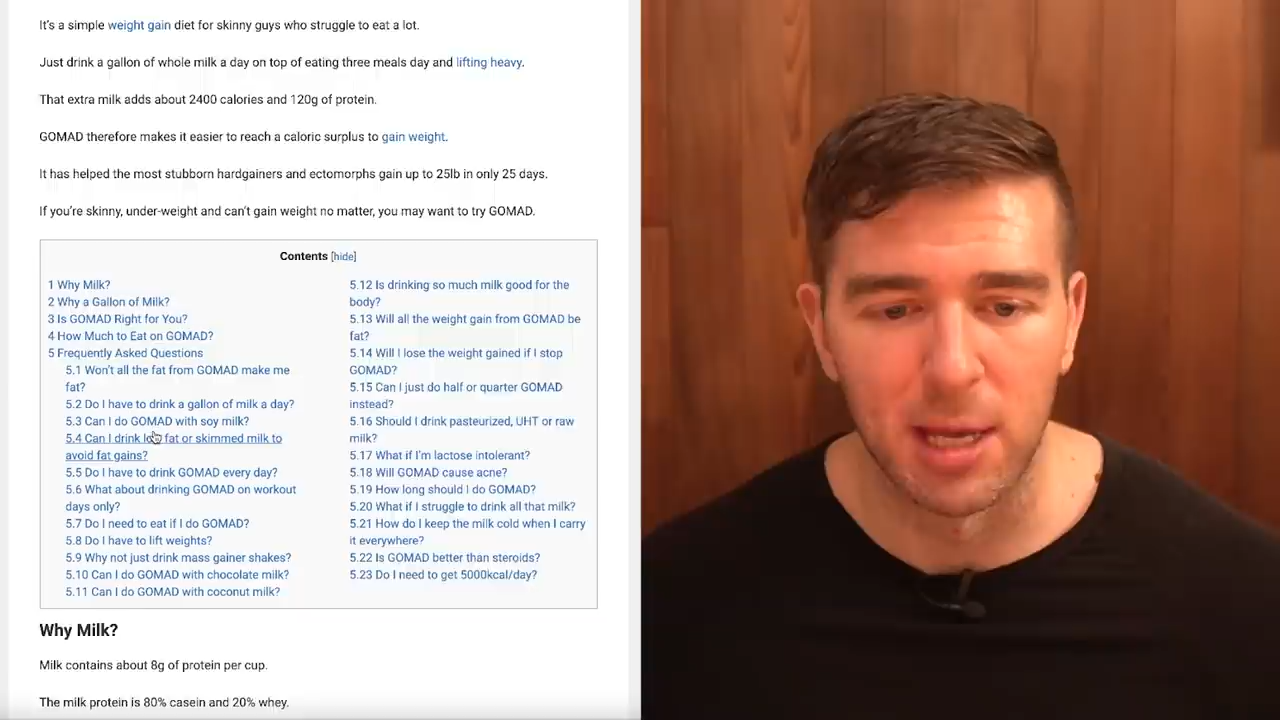 It's a simple weight gain diet for skinny guys who struggle to eat a lot.
Just drink a gallon of whole milk a day on top of eating three meals day and lifting heavy.
That extra milk adds about 2400 calories and 120g of protein.
GOMAD therefore makes it easier to reach a caloric surplus to gain weight.
It has helped the most stubborn hardgainers and ectomorphs gain up to 25lb in only 25 days.
If you're skinny, under-weight and can't gain weight no matter, you may want to try GOMAD.
Contents [hide]
1 Why Milk?
2 Why a Gallon of Milk?
3 Is GOMAD Right for You?
4 How Much to Eat on GOMAD?
5 Frequently Asked Questions
5.1 Won't all the fat from GOMAD make me
fat?
5.2 Do I have to drink a gallon of milk a day?
5.3 Can I do GOMAD with soy milk?
5.4 Can I drink low fat or skimmed milk to
avoid fat gains?
5.5 Do I have to drink GOMAD every day?
5.6 What about drinking GOMAD on workout
days only?
5.7 Do I need to eat if I do GOMAD?
5.8 Do I have to lift weights?
5.9 Why not just drink mass gainer shakes?
5.10 Can I do GOMAD with chocolate milk?
5.11 Can I do GOMAD with coconut milk?
5.12 Is drinking so much milk good for the
body?
5.13 Will all the weight gain from GOMAD be
fat?
5.14 Will I lose the weight gained if I stop
GOMAD?
5.15 Can I just do half or quarter GOMAD
instead?
5.16 Should I drink pasteurized, UHT or raw
milk?
5.17 What if I'm lactose intolerant?
5.18 Will GOMAD cause acne?
5.19 How long should I do GOMAD?
5.20 What if I struggle to drink all that milk?
5.21 How do I keep the milk cold when I carry
it everywhere?
5.22 Is GOMAD better than steroids?
5.23 Do I need to get 5000kcal/day?
Why Milk?
Milk contains about 8g of protein per cup.
The milk protein is 80% casein and 20% whey.